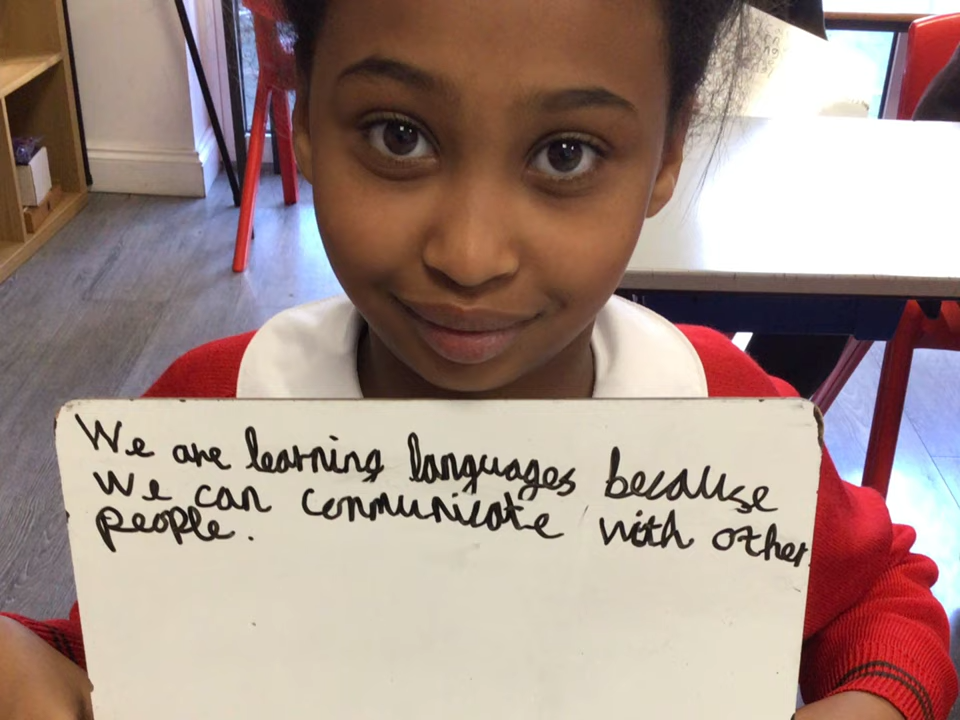 We are learning languages because
we can communicate with other
people.